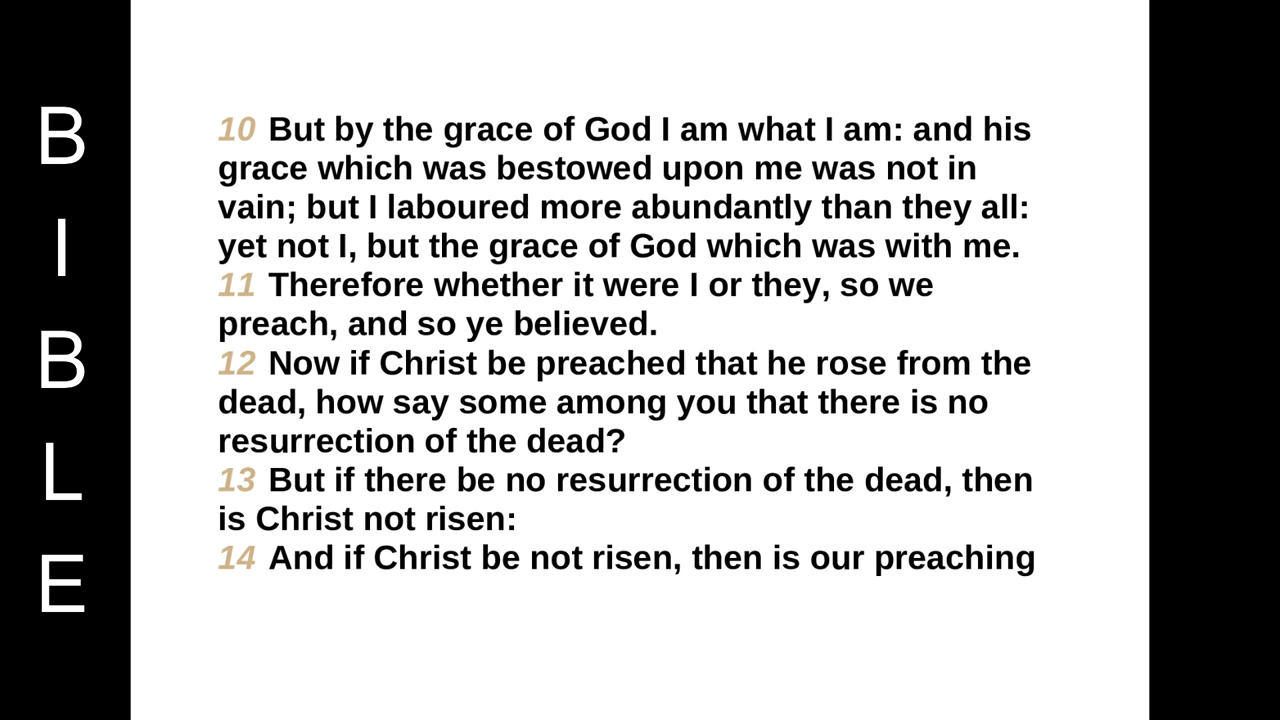 B
I
B
L
E
10 But by the grace of God I am what I am: and his
grace which was bestowed upon me was not in
vain; but I laboured more abundantly than they all:
yet not I, but the grace of God which was with me.
11 Therefore whether it were I or they, so we
preach, and so ye believed.
12 Now if Christ be preached that he rose from the
dead, how say some among you that there is no
resurrection of the dead?
13 But if there be no resurrection of the dead, then
is Christ not risen:
14 And if Christ be not risen, then is our preaching